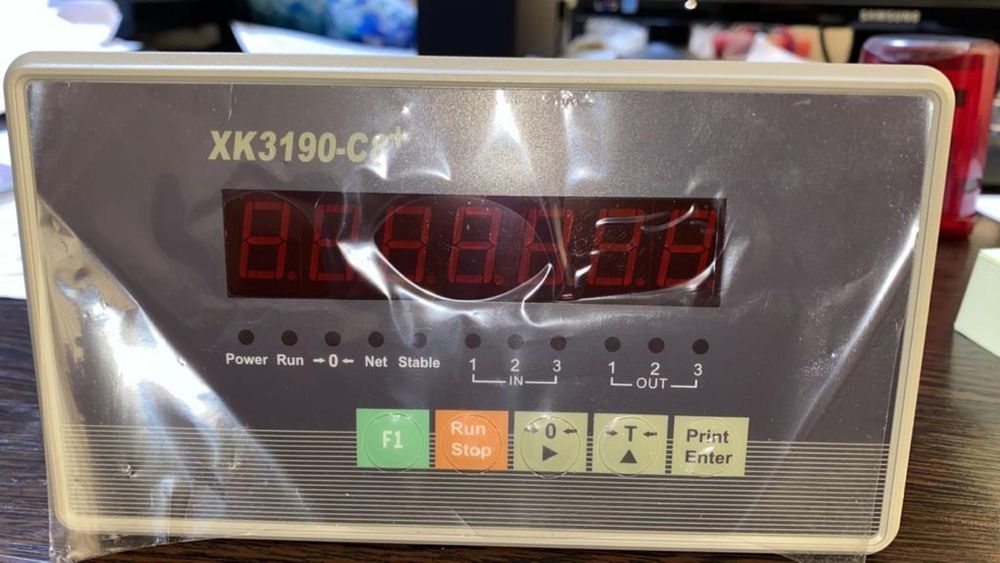 SAMSUNG
XK3190-C8+
Power Run →0← Net Stable 1 2 3 1 2 3
IN OUT
F1
Run
Stop
→0←
▶
→T←
▲
Print
Enter